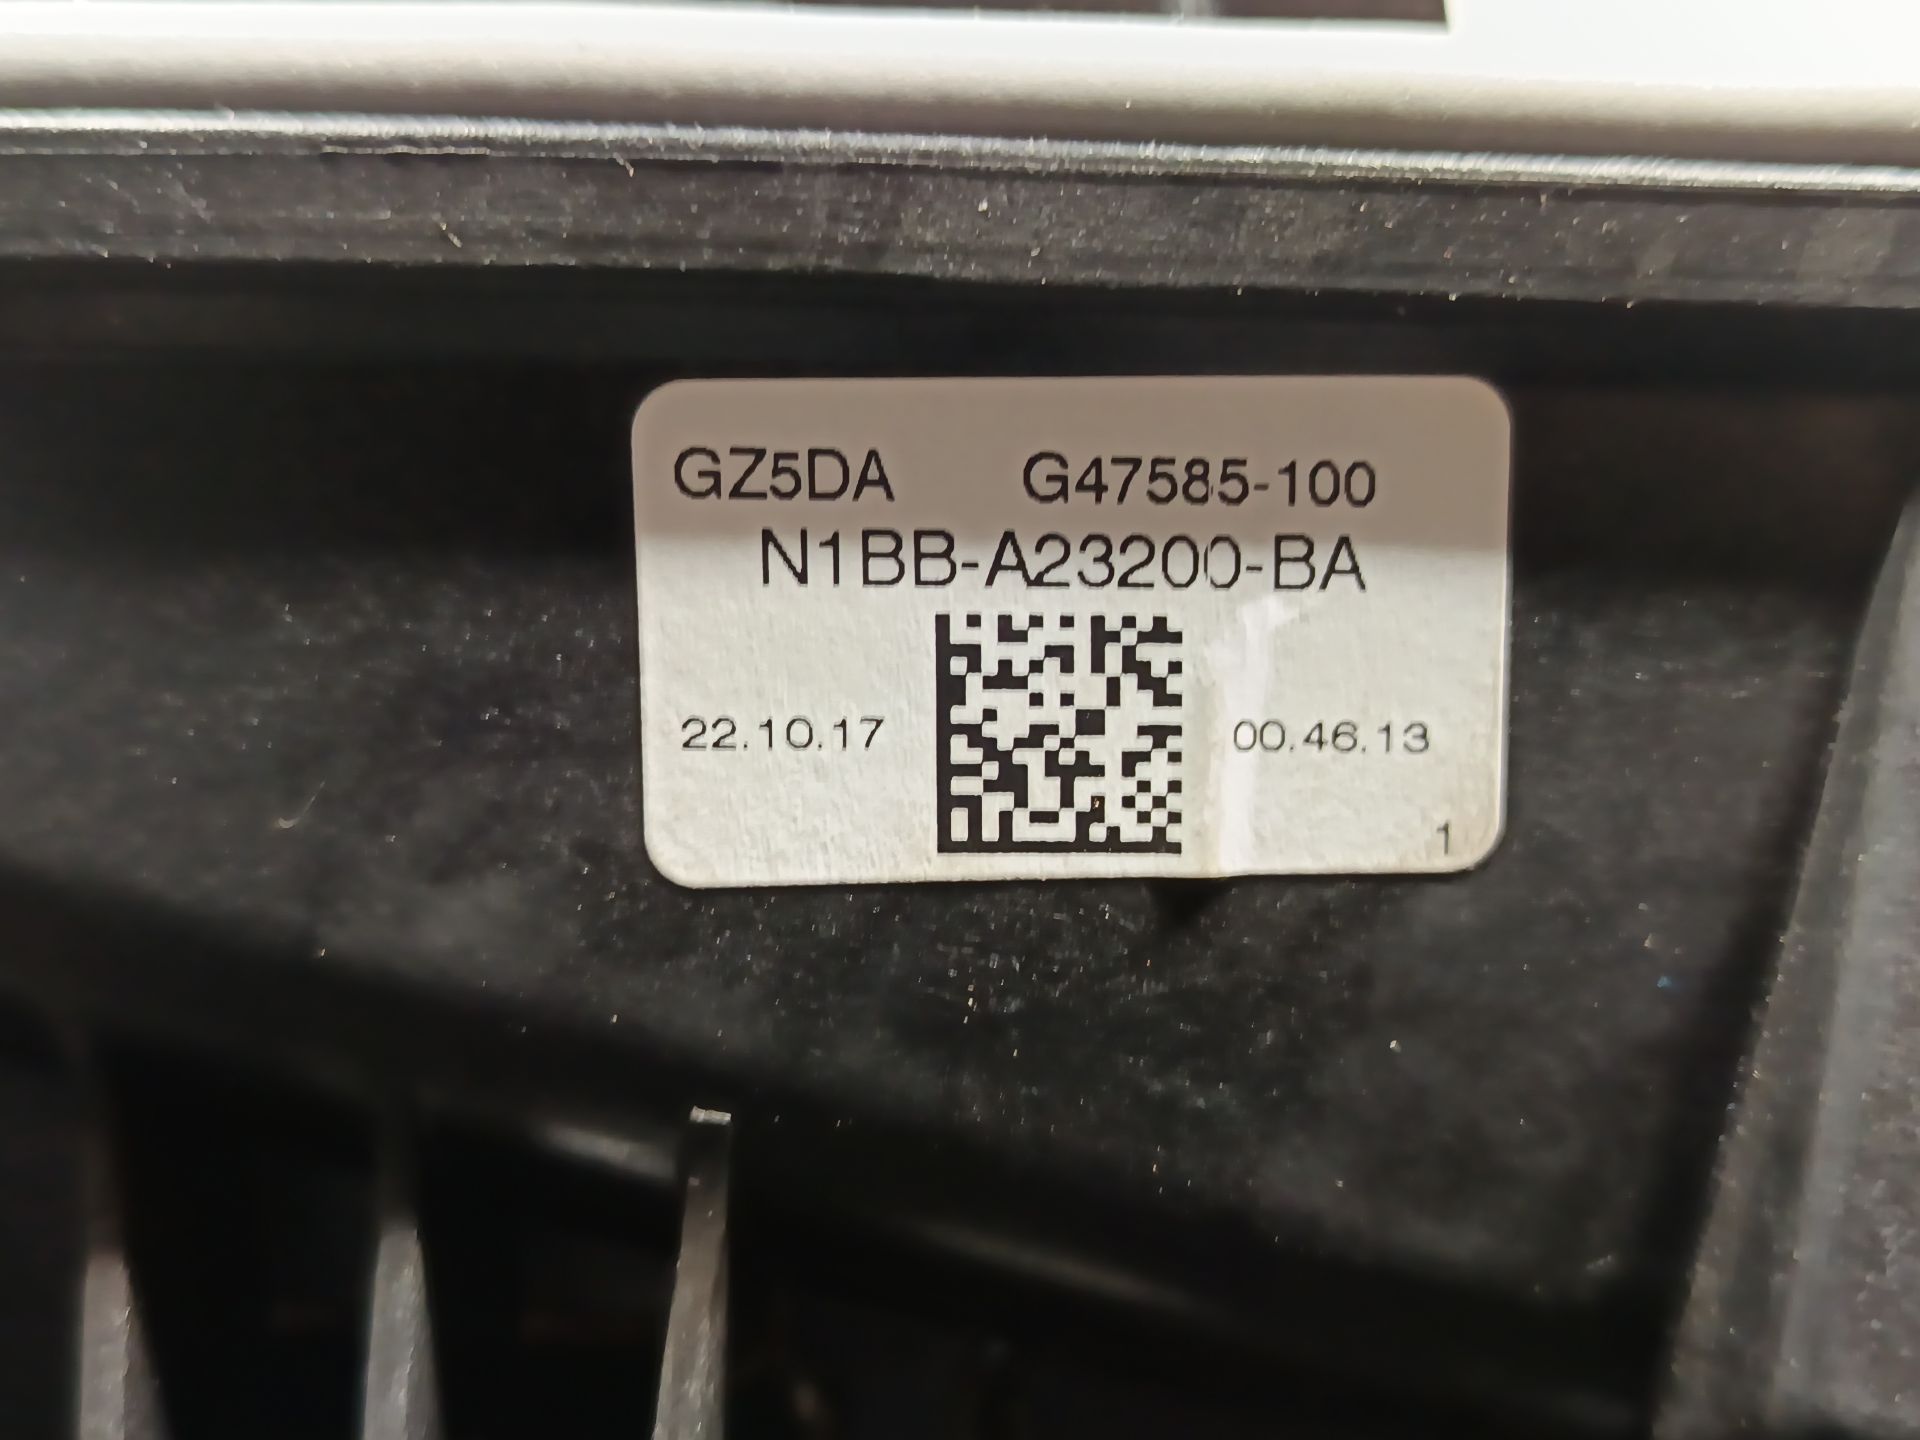 GZ5DA G47585-100
N1BB-A23200-BA
22.10.17 00.46.13
1